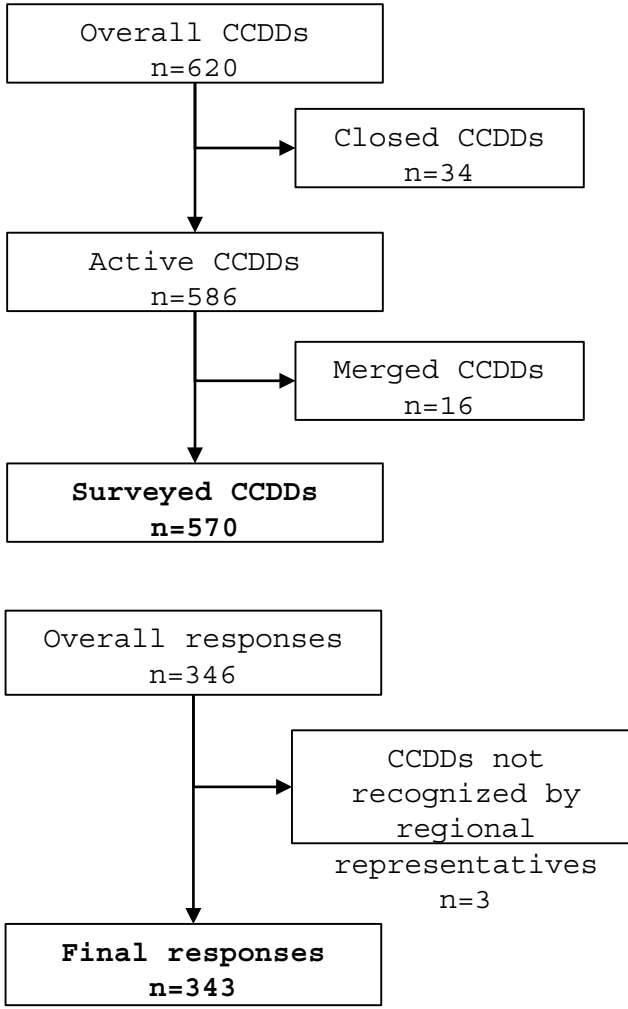 Overall CCDDs
n=620
Closed CCDDs
n=34
Active CCDDs
n=586
Merged CCDDs
n=16
Surveyed CCDDs
n=570
Overall responses
n=346
CCDDs not
recognized by
regional
representatives
n=3
Final responses
n=343